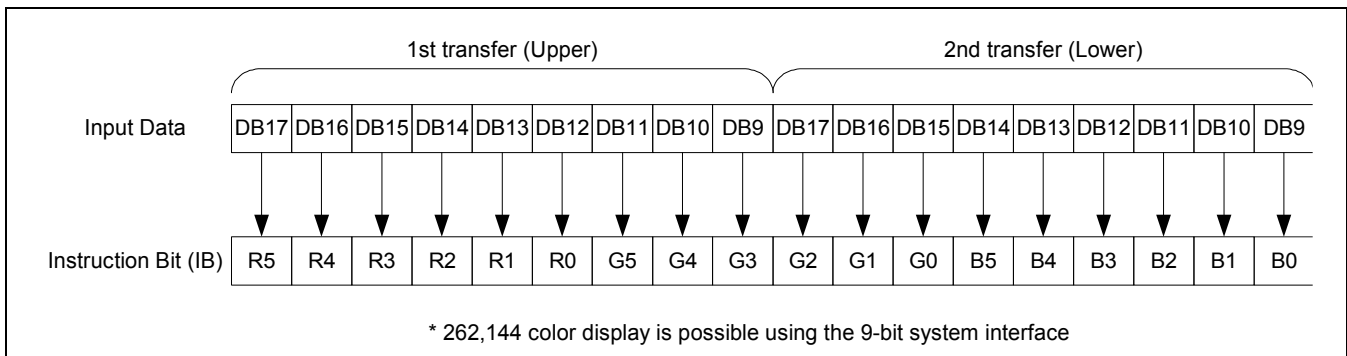 1st transfer (Upper) 2nd transfer (Lower)
Input Data DB17 DB16 DB15 DB14 DB13 DB12 DB11 DB10 DB9 DB17 DB16 DB15 DB14 DB13 DB12 DB11 DB10 DB9
Instruction Bit (IB) R5 R4 R3 R2 R1 R0 G5 G4 G3 G2 G1 G0 B5 B4 B3 B2 B1 B0
* 262,144 color display is possible using the 9-bit system interface